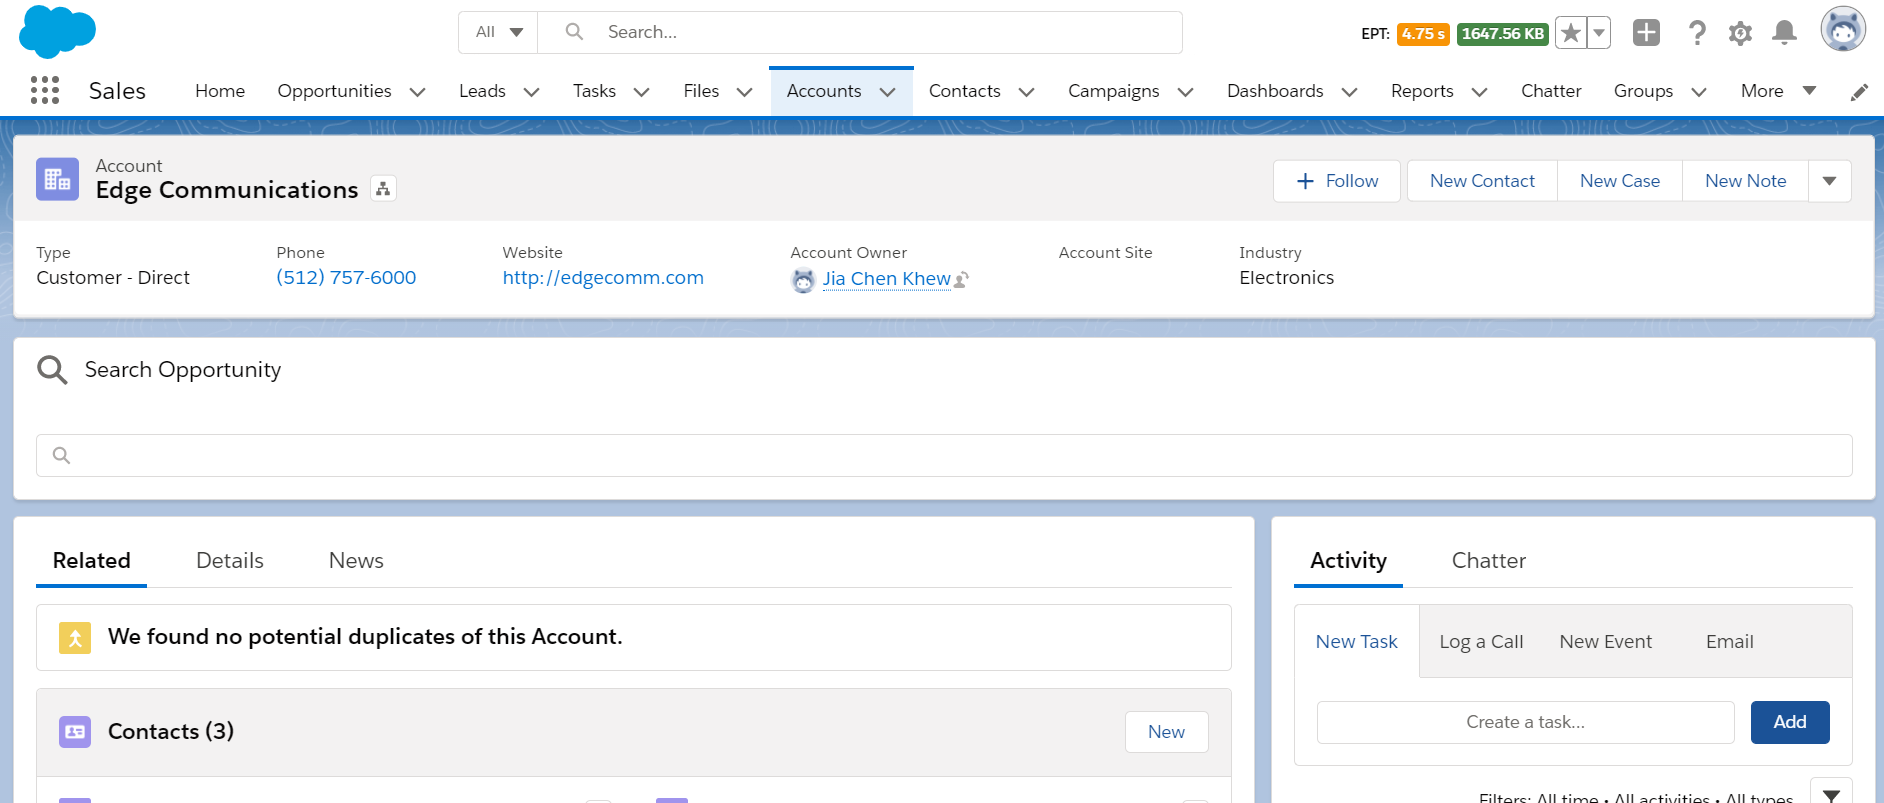 All
Search...
EPT: 4.75 s 1647.56 KB
Sales
Home
Opportunities
Leads
Tasks
Files
Accounts
Contacts
Campaigns
Dashboards
Reports
Chatter
Groups
More
Account
Edge Communications
Follow
New Contact
New Case
New Note
Type
Customer - Direct
Phone
(512) 757-6000
Website
http://edgecomm.com
Account Owner
Jia Chen Khew
Account Site
Industry
Electronics
Search Opportunity
Related
Details
News
We found no potential duplicates of this Account.
Contacts (3)
New
Activity
Chatter
New Task
Log a Call
New Event
Email
Create a task...
Add
Filters: All time • All activities • All types